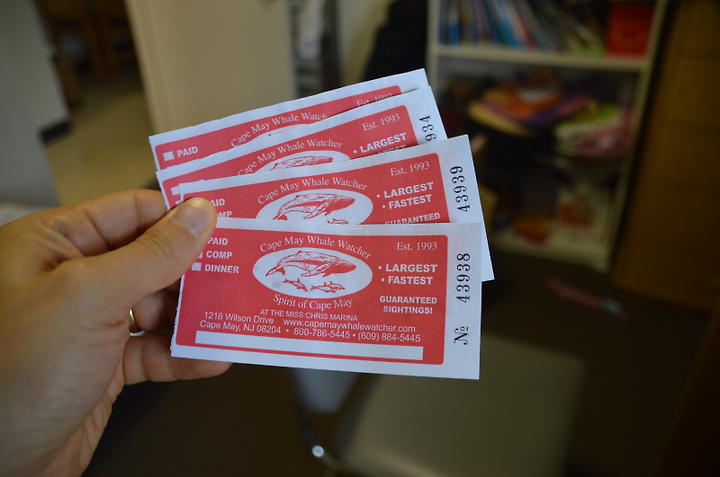 Est. 1993
Cape May Whale Watcher
PAID
Est. 1993
934
Cape May Whale Watcher
• LARGEST
Est. 1993
43939
Cape May Whale Watcher
• LARGEST
• FASTEST
PAID
COMP
GUARANTEED
Cape May Whale Watcher
Est. 1993
PAID
COMP
DINNER
• LARGEST
• FASTEST
Spirit of Cape May
GUARANTEED
SIGHTINGS!
AT THE MISS CHRIS MARINA
1218 Wilson Drive www.capemaywhalewatcher.com
Cape May, NJ 08204 • 800-786-5445 • (609) 884-5445
№ 43938